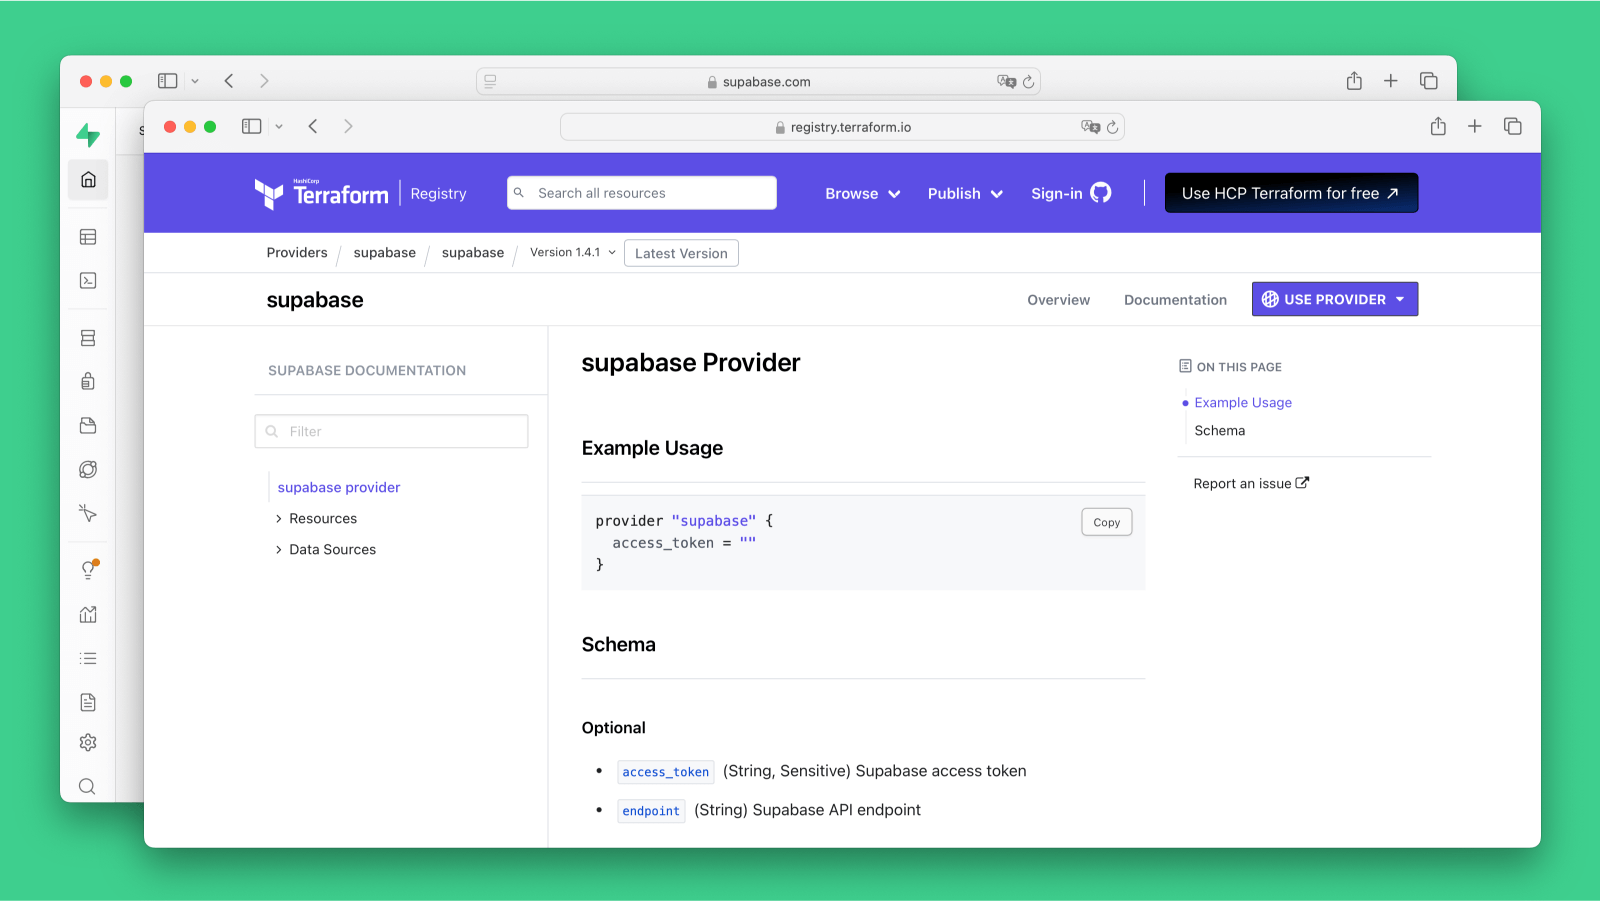 supabase.com
registry.terraform.io
HashiCorp
Terraform
Registry
Search all resources
Browse
Publish
Sign-in
Use HCP Terraform for free
Providers / supabase / supabase / Version 1.4.1
Latest Version
supabase
Overview
Documentation
USE PROVIDER
SUPABASE DOCUMENTATION
Filter
supabase provider
Resources
Data Sources
supabase Provider
Example Usage
provider "supabase" {
access_token = ""
}
Copy
Schema
Optional
• access_token (String, Sensitive) Supabase access token
• endpoint (String) Supabase API endpoint
ON THIS PAGE
Example Usage
Schema
Report an issue